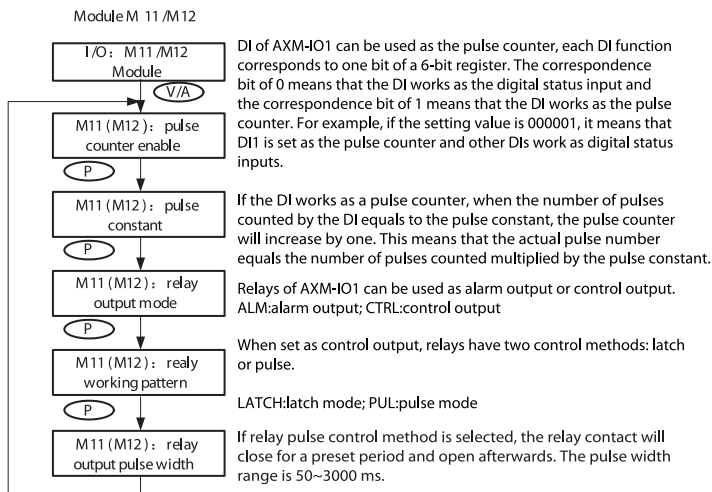 Module M 11 /M12
I/O: M11 /M12
Module
V/A
M11 (M12): pulse
counter enable
P
M11 (M12): pulse
constant
P
M11 (M12): relay
output mode
P
M11 (M12): realy
working pattern
P
M11 (M12): relay
output pulse width
DI of AXM-IO1 can be used as the pulse counter, each DI function
corresponds to one bit of a 6-bit register. The correspondence
bit of 0 means that the DI works as the digital status input and
the correspondence bit of 1 means that the DI works as the pulse
counter. For example, if the setting value is 000001, it means that
DI1 is set as the pulse counter and other DIs work as digital status
inputs.
If the DI works as a pulse counter, when the number of pulses
counted by the DI equals to the pulse constant, the pulse counter
will increase by one. This means that the actual pulse number
equals the number of pulses counted multiplied by the pulse constant.
Relays of AXM-IO1 can be used as alarm output or control output.
ALM:alarm output; CTRL:control output
When set as control output, relays have two control methods: latch
or pulse.
LATCH:latch mode; PUL:pulse mode
If relay pulse control method is selected, the relay contact will
close for a preset period and open afterwards. The pulse width
range is 50~3000 ms.